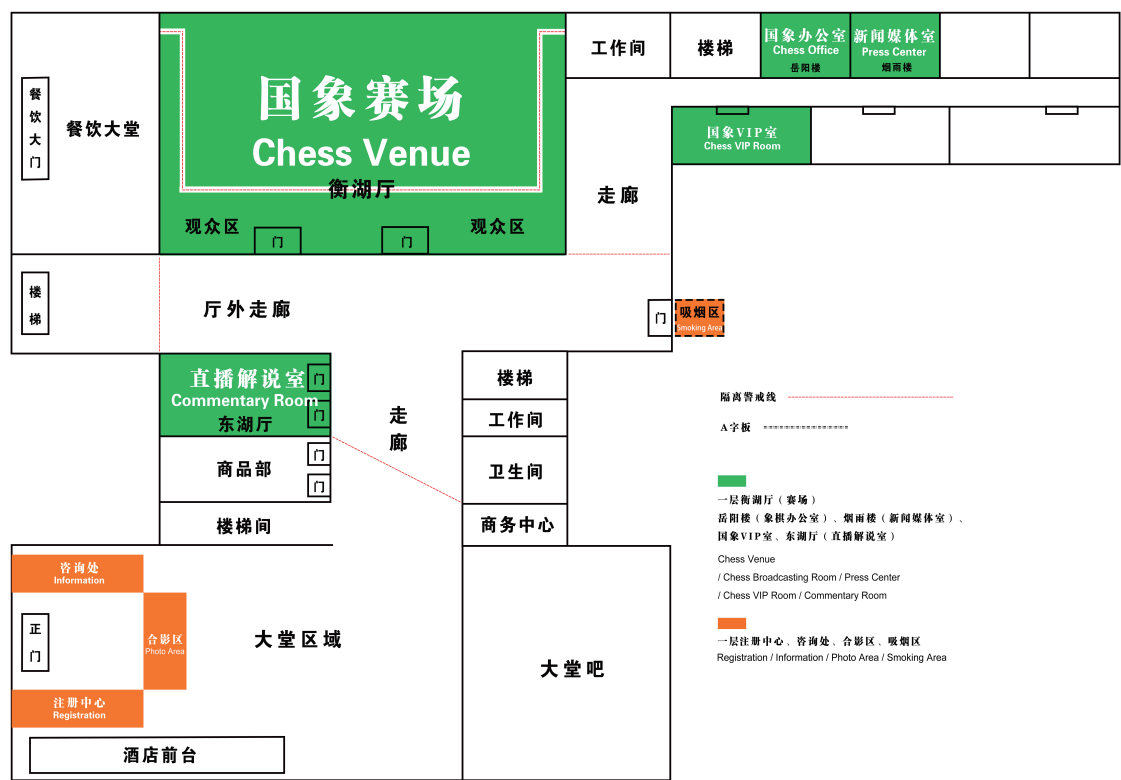 国象赛场
Chess Venue
衡湖厅
观众区
观众区
门
门
工作间
楼梯
国象办公室
Chess Office
岳阳楼
新闻媒体室
Press Center
烟雨楼
餐饮大门
餐饮大堂
国象VIP室
Chess VIP Room
走廊
楼梯
厅外走廊
门
吸烟区
Smoking Area
直播解说室
Commentary Room
东湖厅
门
门
走廊
楼梯
工作间
卫生间
商务中心
商品部
门
门
楼梯间
隔离警戒线
A字板
一层衡湖厅（赛场）
岳阳楼（象棋办公室）、烟雨楼（新闻媒体室）、
国象VIP室、东湖厅（直播解说室）
Chess Venue
/ Chess Broadcasting Room / Press Center
/ Chess VIP Room / Commentary Room
一层注册中心、咨询处、合影区、吸烟区
Registration / Information / Photo Area / Smoking Area
咨询处
Information
正门
合影区
Photo Area
注册中心
Registration
大堂区域
大堂吧
酒店前台